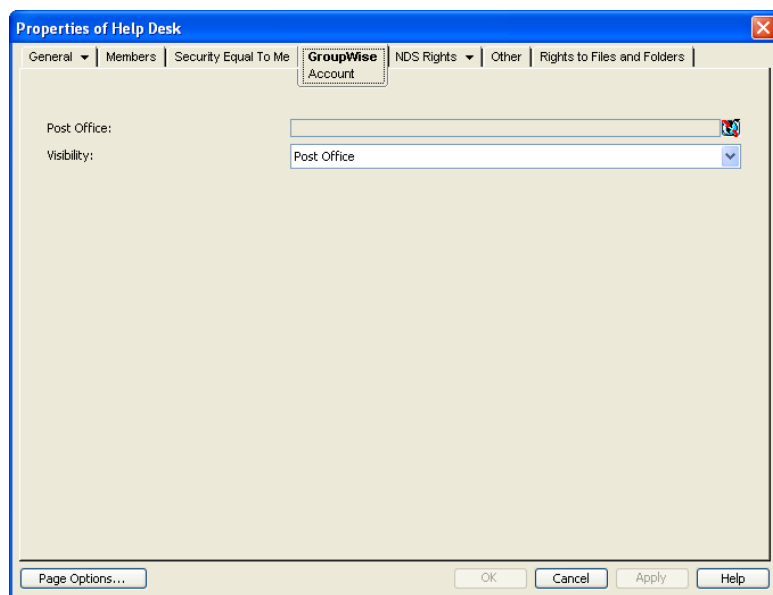 Properties of Help Desk
General Members Security Equal To Me GroupWise NDS Rights Other Rights to Files and Folders
Account
Post Office:
Visibility: Post Office
Page Options... OK Cancel Apply Help